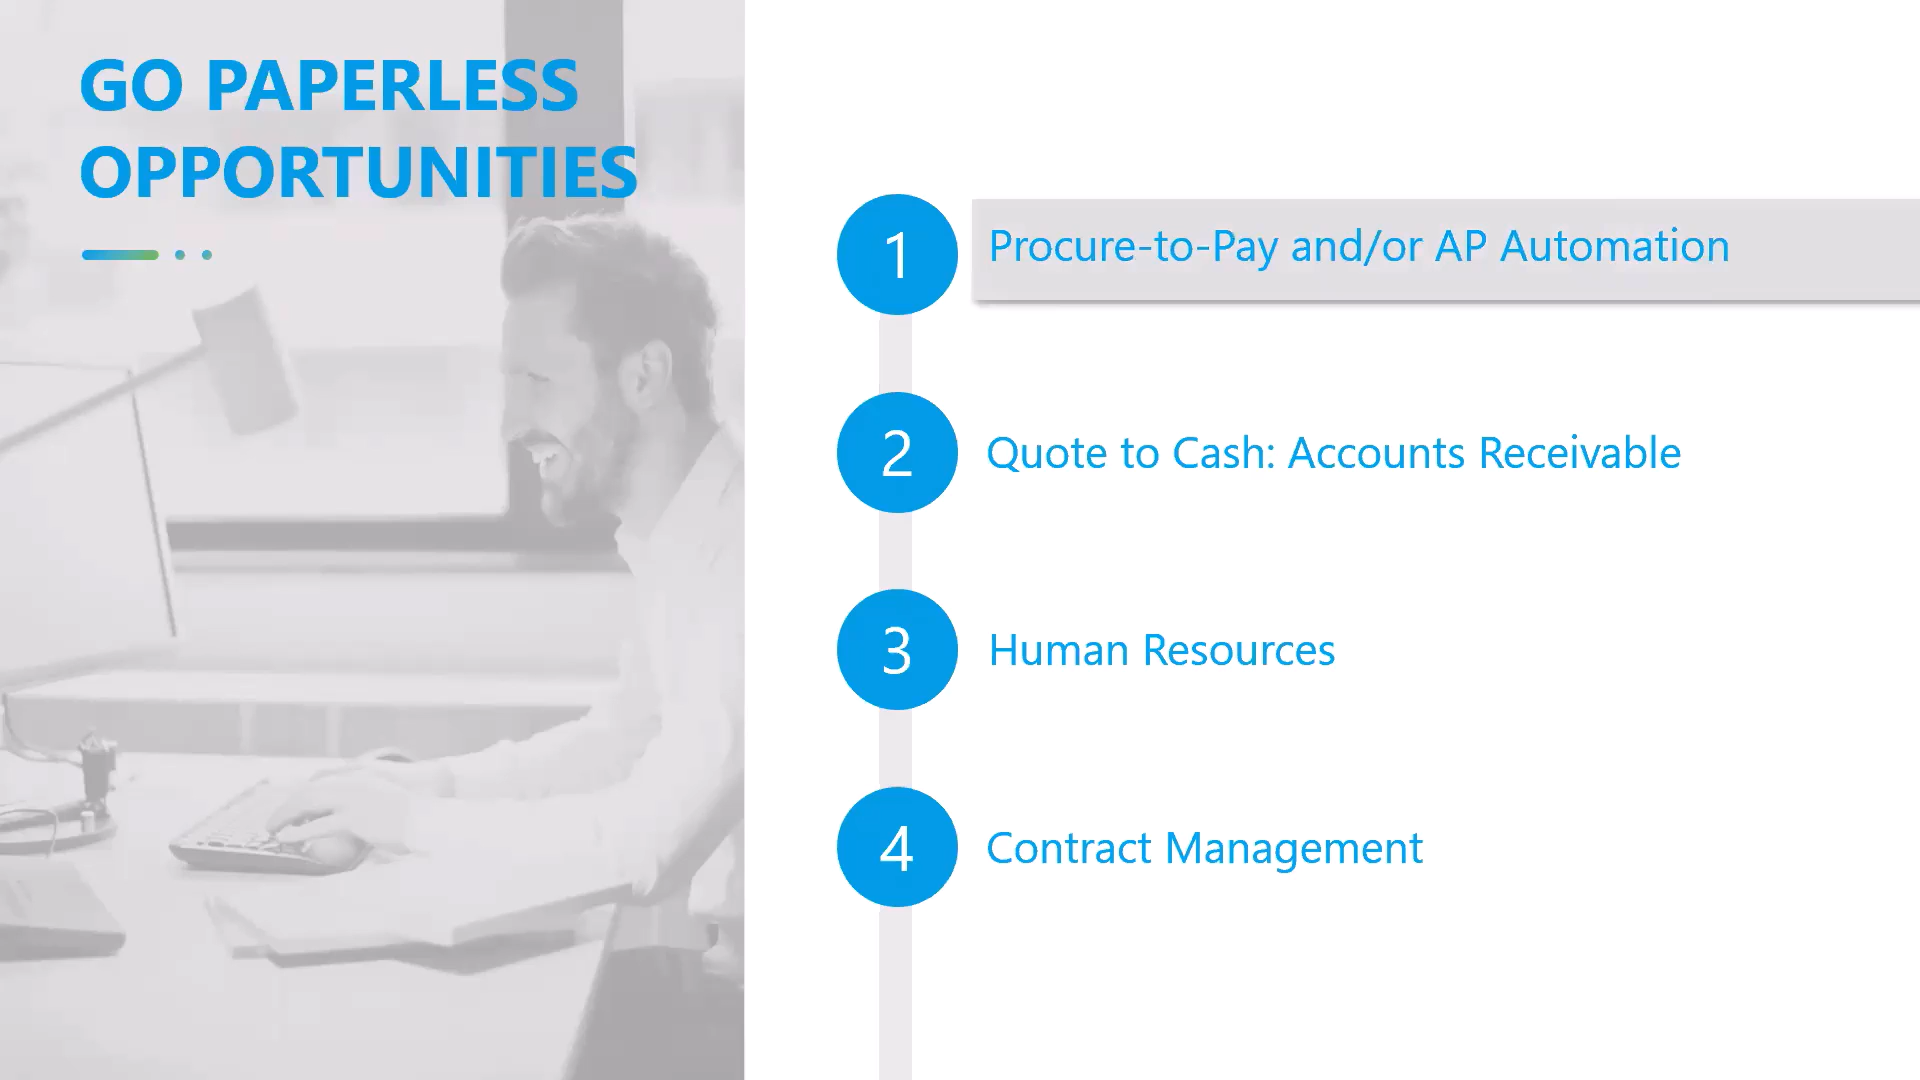 GO PAPERLESS
OPPORTUNITIES
1
Procure-to-Pay and/or AP Automation
2
Quote to Cash: Accounts Receivable
3
Human Resources
4
Contract Management